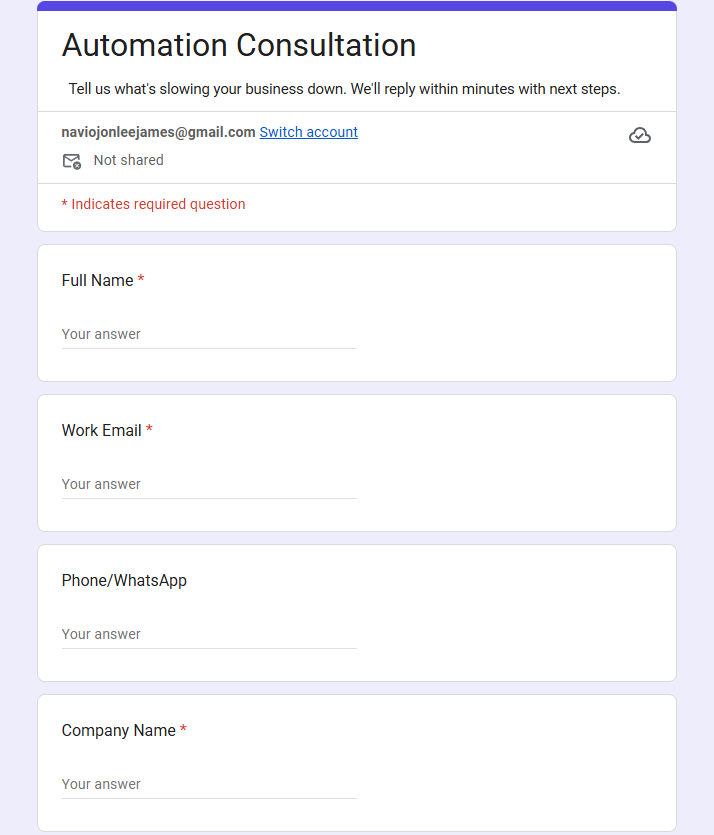 Automation Consultation
Tell us what's slowing your business down. We'll reply within minutes with next steps.
naviojonleejames@gmail.com Switch account
Not shared
* Indicates required question
Full Name *
Your answer
Work Email *
Your answer
Phone/WhatsApp
Your answer
Company Name *
Your answer